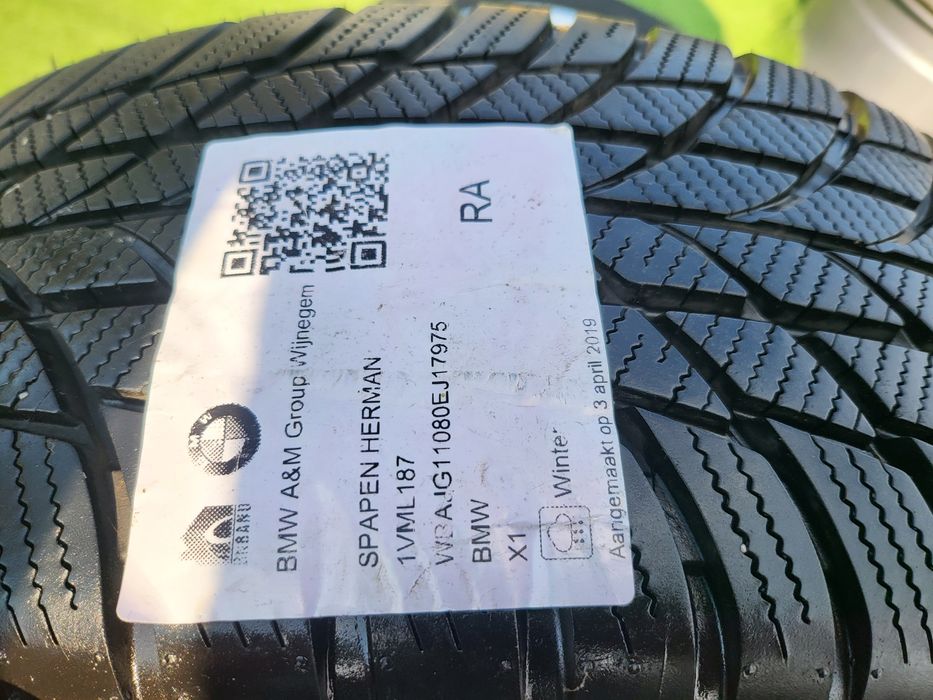 BMW A&M Group Wijnegem
RA
SPAPEN HERMAN
1VML187
WBAJG11080EJ17975
BMW
X1
Winter
Aangemaakt op 3 april 2019